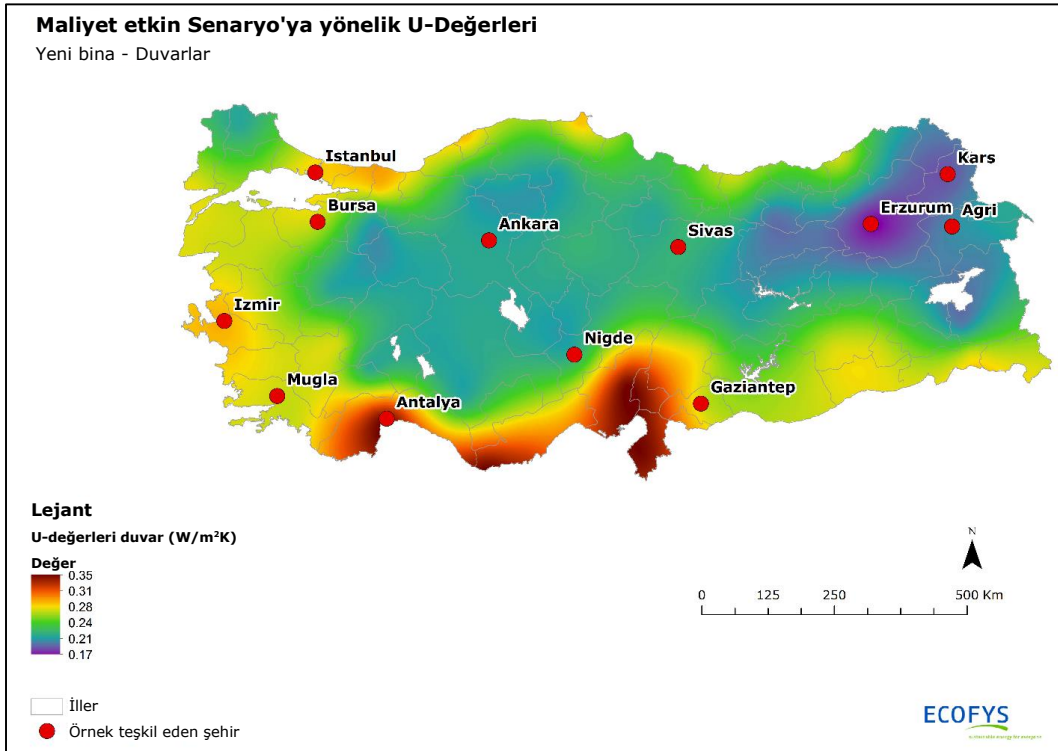 Maliyet etkin Senaryo'ya yönelik U-Değerleri
Yeni bina - Duvarlar
Istanbul
Kars
Bursa
Erzurum
Agri
Ankara
Sivas
Izmir
Nigde
Mugla
Gaziantep
Antalya
Lejant
U-değerleri duvar (W/m²K)
Değer
0.35
0.31
0.28
0.24
0.21
0.17
N
0 125 250 500 Km
İller
Örnek teşkil eden şehir
ECOFYS